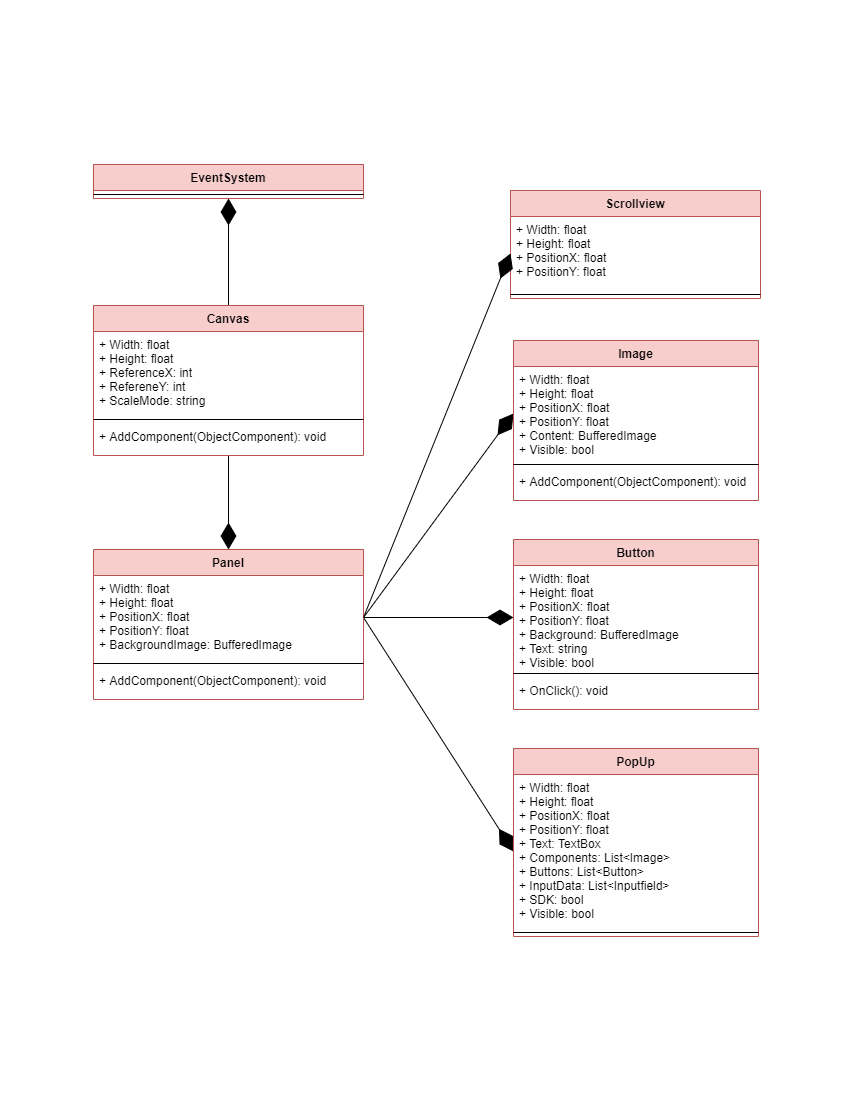 EventSystem
Canvas
+ Width: float
+ Height: float
+ ReferenceX: int
+ RefereneY: int
+ ScaleMode: string
+ AddComponent(ObjectComponent): void
Panel
+ Width: float
+ Height: float
+ PositionX: float
+ PositionY: float
+ BackgroundImage: BufferedImage
+ AddComponent(ObjectComponent): void
Scrollview
+ Width: float
+ Height: float
+ PositionX: float
+ PositionY: float
Image
+ Width: float
+ Height: float
+ PositionX: float
+ PositionY: float
+ Content: BufferedImage
+ Visible: bool
+ AddComponent(ObjectComponent): void
Button
+ Width: float
+ Height: float
+ PositionX: float
+ PositionY: float
+ Background: BufferedImage
+ Text: string
+ Visible: bool
+ OnClick(): void
PopUp
+ Width: float
+ Height: float
+ PositionX: float
+ PositionY: float
+ Text: TextBox
+ Components: List<Image>
+ Buttons: List<Button>
+ InputData: List<Inputfield>
+ SDK: bool
+ Visible: bool